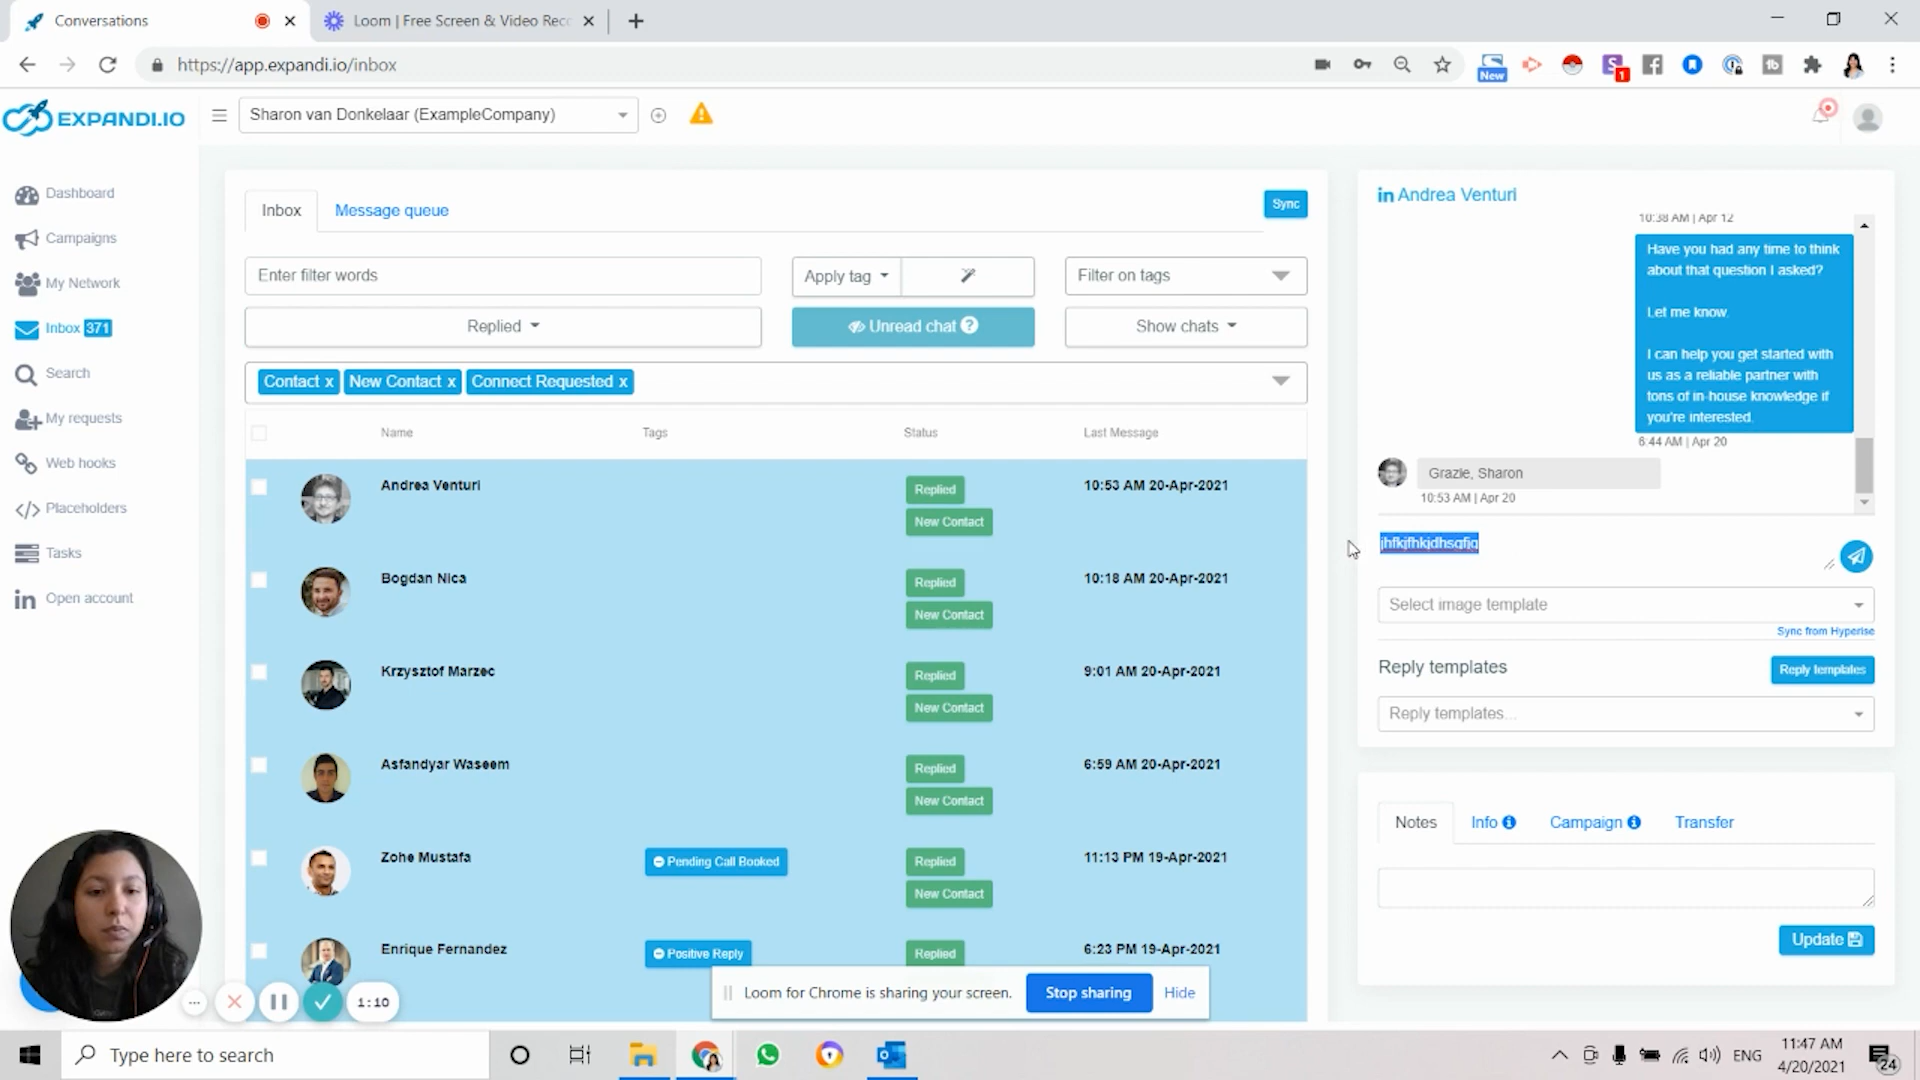 Conversations
Loom | Free Screen & Video Rec
https://app.expandi.io/inbox
New
1
EXPANDI.IO
Sharon van Donkelaar (ExampleCompany)
Dashboard
Campaigns
My Network
Inbox 371
Search
My requests
Web hooks
Placeholders
Tasks
Open account
Inbox
Message queue
Sync
Enter filter words
Apply tag
Filter on tags
Replied
Unread chat
Show chats
Contact x
New Contact x
Connect Requested x
Name
Tags
Status
Last Message
Andrea Venturi
Replied
New Contact
10:53 AM 20-Apr-2021
Bogdan Nica
Replied
New Contact
10:18 AM 20-Apr-2021
Krzysztof Marzec
Replied
New Contact
9:01 AM 20-Apr-2021
Asfandyar Waseem
Replied
New Contact
6:59 AM 20-Apr-2021
Zohe Mustafa
Pending Call Booked
Replied
New Contact
11:13 PM 19-Apr-2021
Enrique Fernandez
Positive Reply
Replied
6:23 PM 19-Apr-2021
in Andrea Venturi
10:38 AM | Apr 12
Have you had any time to think
about that question I asked?
Let me know.
I can help you get started with
us as a reliable partner with
tons of in-house knowledge if
you're interested.
6:44 AM | Apr 20
Grazie, Sharon
10:53 AM | Apr 20
Select image template
Sync from Hyperise
Reply templates
Reply templates
Reply templates...
Notes
Info
Campaign
Transfer
Update
1:10
Loom for Chrome is sharing your screen.
Stop sharing
Hide
Type here to search
ENG
11:47 AM
4/20/2021
24